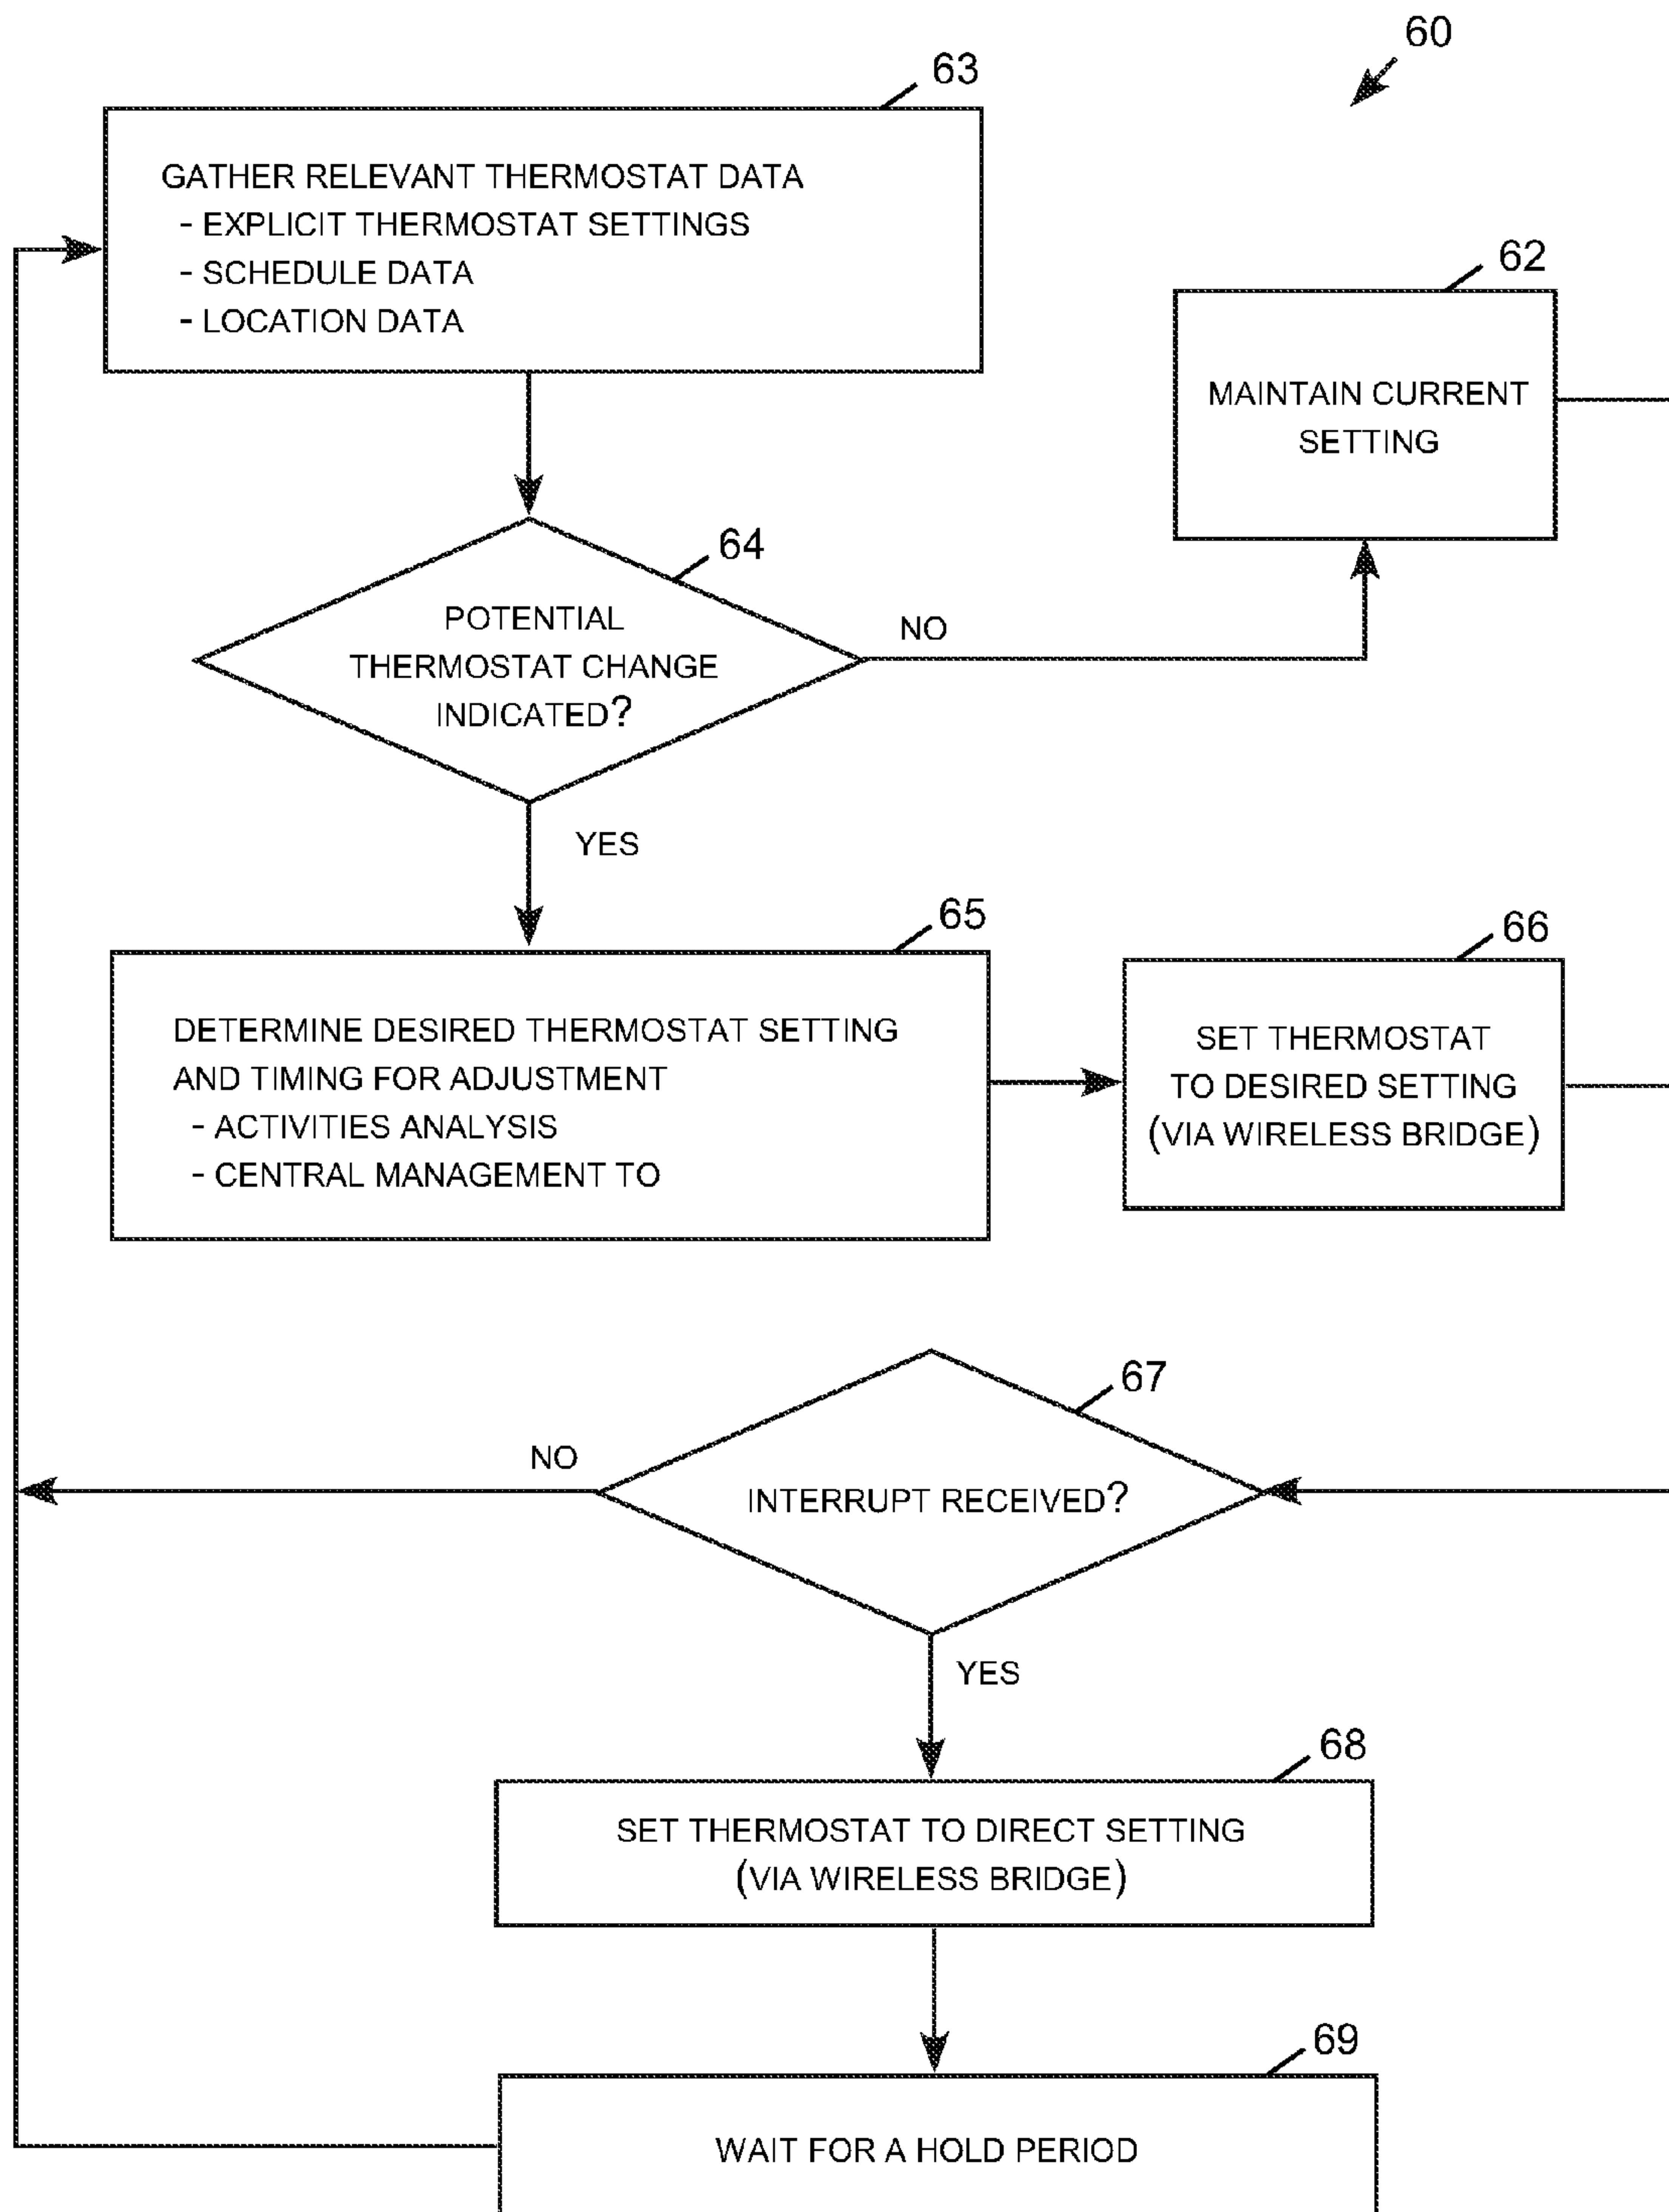 60
63
GATHER RELEVANT THERMOSTAT DATA
- EXPLICIT THERMOSTAT SETTINGS
- SCHEDULE DATA
- LOCATION DATA
62
MAINTAIN CURRENT
SETTING
64
POTENTIAL
THERMOSTAT CHANGE
INDICATED?
NO
YES
65
DETERMINE DESIRED THERMOSTAT SETTING
AND TIMING FOR ADJUSTMENT
- ACTIVITIES ANALYSIS
- CENTRAL MANAGEMENT TO
66
SET THERMOSTAT
TO DESIRED SETTING
(VIA WIRELESS BRIDGE)
67
INTERRUPT RECEIVED?
NO
YES
68
SET THERMOSTAT TO DIRECT SETTING
(VIA WIRELESS BRIDGE)
69
WAIT FOR A HOLD PERIOD